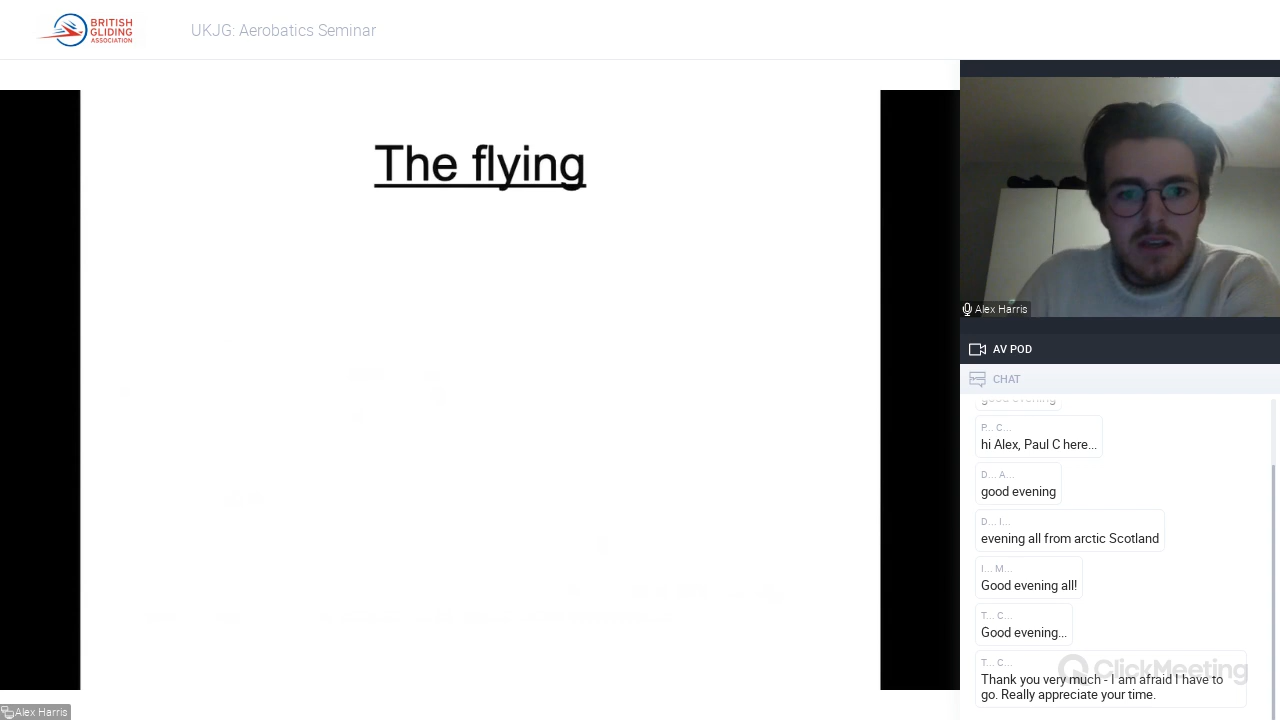 BRITISH
GLIDING
ASSOCIATION
UKJG: Aerobatics Seminar
The flying
Alex Harris
AV POD
CHAT
good evening
P... C...
hi Alex, Paul C here...
D... A...
good evening
D... I...
evening all from arctic Scotland
I... M...
Good evening all!
T... C...
Good evening...
T... C...
Thank you very much - I am afraid I have to
go. Really appreciate your time.
ClickMeeting
Alex Harris